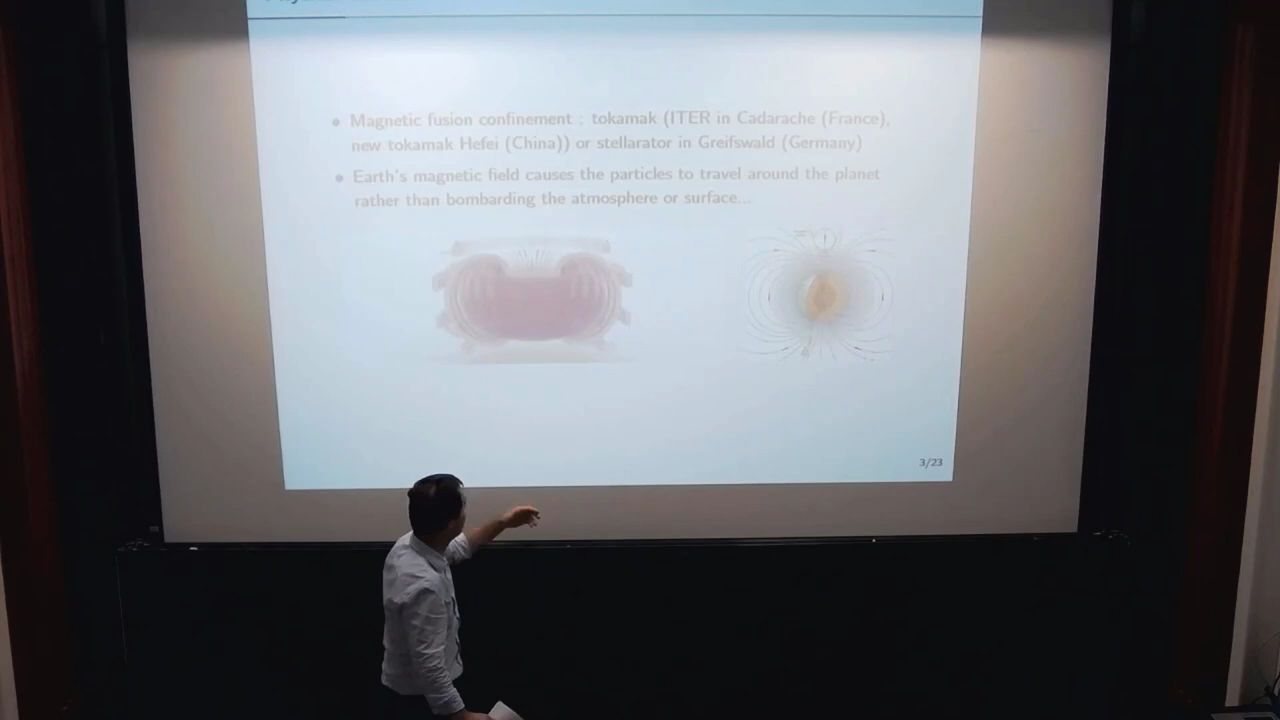 Magnetic fusion confinement : tokamak (ITER in Cadarache (France),
new tokamak Hefei (China)) or stellarator in Greifswald (Germany)
Earth's magnetic field causes the particles to travel around the planet
rather than bombarding the atmosphere or surface...
3/23